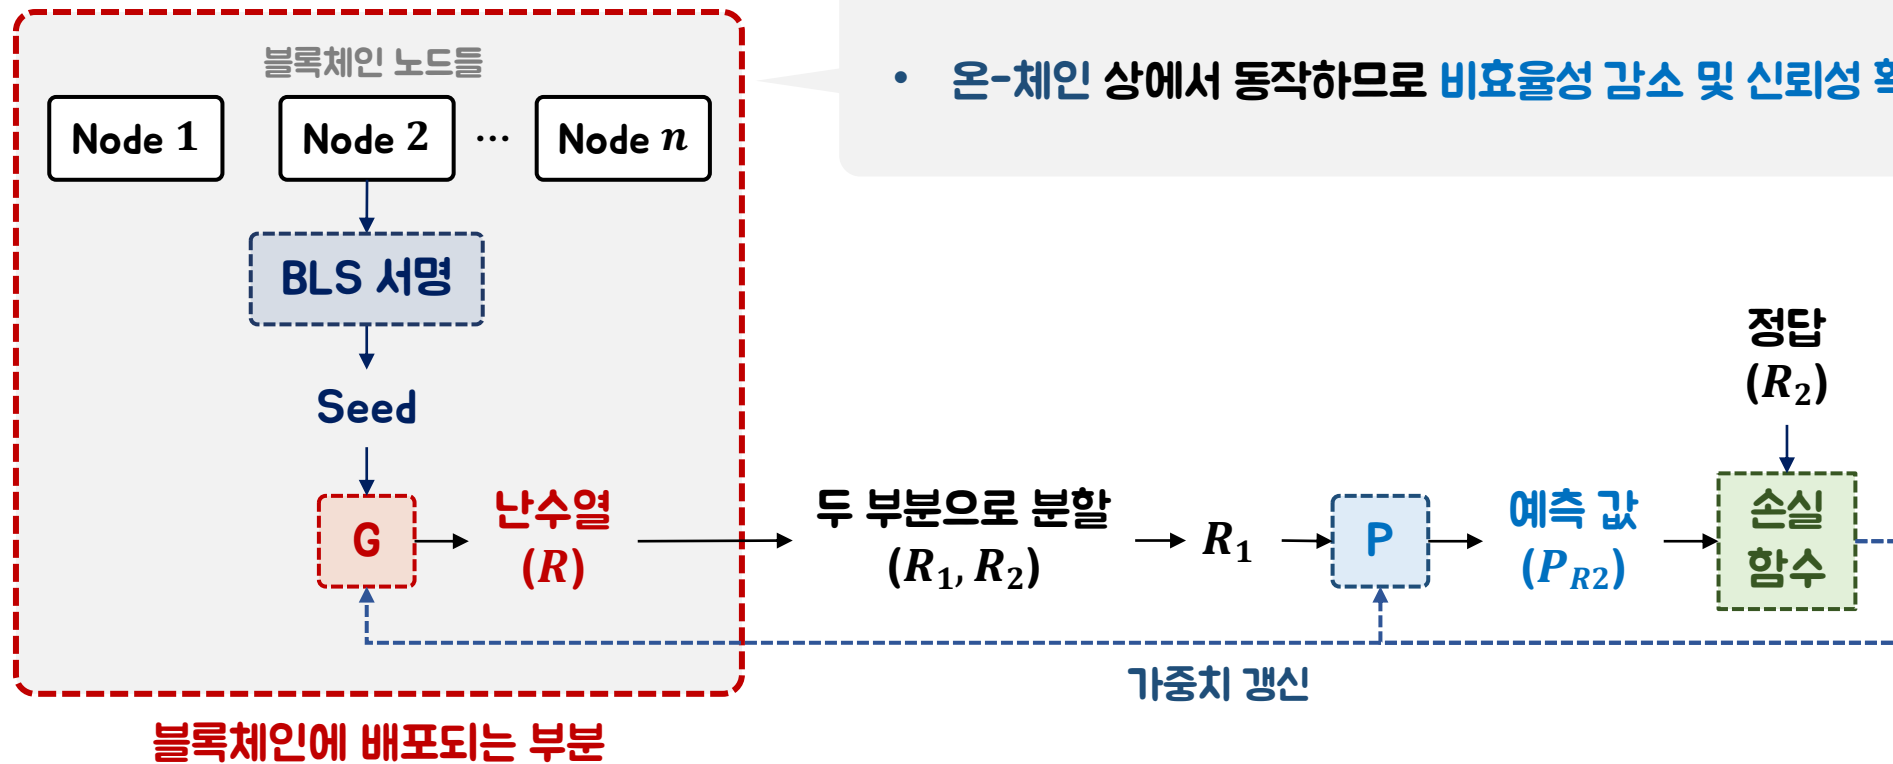 블록체인 노드들
Node 1
Node 2
...
Node n
• 온-체인 상에서 동작하므로 비효율성 감소 및 신뢰성
BLS 서명
Seed
G
난수열
(R)
두 부분으로 분할
(R₁, R₂)
R₁
P
예측 값
(P_R2)
정답
(R₂)
손실
함수
가중치 갱신
블록체인에 배포되는 부분